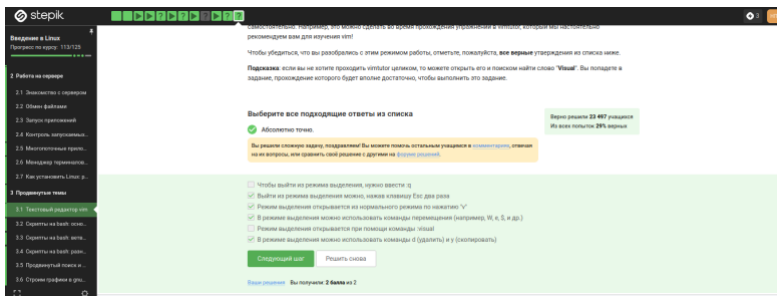 stepik
3
Введение в Linux
Прогресс по курсу: 113/125
2 Работа на сервере
2.1 Знакомство с сервером
2.2 Обмен файлами
2.3 Запуск приложений
2.4 Контроль запускаемых...
2.5 Многопоточные прило...
2.6 Менеджер терминалов...
2.7 Как установить Linux: р...
3 Продвинутые темы
3.1 Текстовый редактор vim
3.2 Скрипты на bash: осно...
3.3 Скрипты на bash: ветв...
3.4 Скрипты на bash: разн...
3.5 Продвинутый поиск и ...
3.6 Строим графики в gnu...
самостоятельно. Например, это можно сделать во время прохождения упражнений в vimtutor, который мы настоятельно
рекомендуем вам для изучения vim!
Чтобы убедиться, что вы разобрались с этим режимом работы, отметьте, пожалуйста, все верные утверждения из списка ниже.
Подсказка: если вы не хотите проходить vimtutor целиком, то можете открыть его и поиском найти слово "Visual". Вы попадете в
задание, прохождение которого будет вполне достаточно, чтобы выполнить это задание.
Выберите все подходящие ответы из списка
Абсолютно точно.
Верно решили 23 497 учащихся
Из всех попыток 29% верных
Вы решили сложную задачу, поздравляем! Вы можете помочь остальным учащимся в комментариях, отвечая
на их вопросы, или сравнить своё решение с другими на форуме решений.
Чтобы выйти из режима выделения, нужно ввести :q
Выйти из режима выделения можно, нажав клавишу Esc два раза
Режим выделения открывается из нормального режима по нажатию "v"
В режиме выделения можно использовать команды перемещения (например, W, e, $, и др.)
Режим выделения открывается при помощи команды :visual
В режиме выделения можно использовать команды d (удалить) и y (скопировать)
Следующий шаг
Решить снова
Ваши решения Вы получили: 2 балла из 2